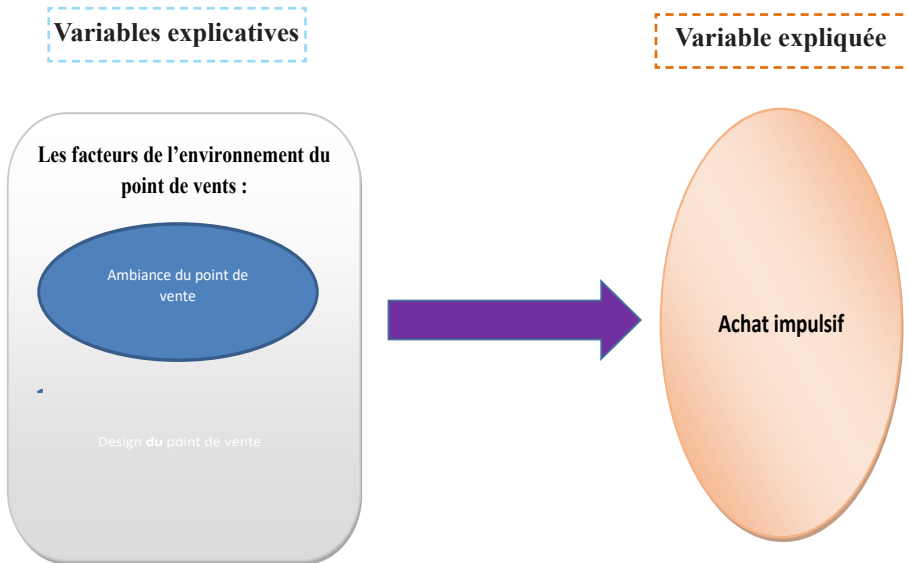 Variables explicatives
Variable expliquée
Les facteurs de l'environnement du
point de vents :
Ambiance du point de
vente
Achat impulsif
Design du point de vente